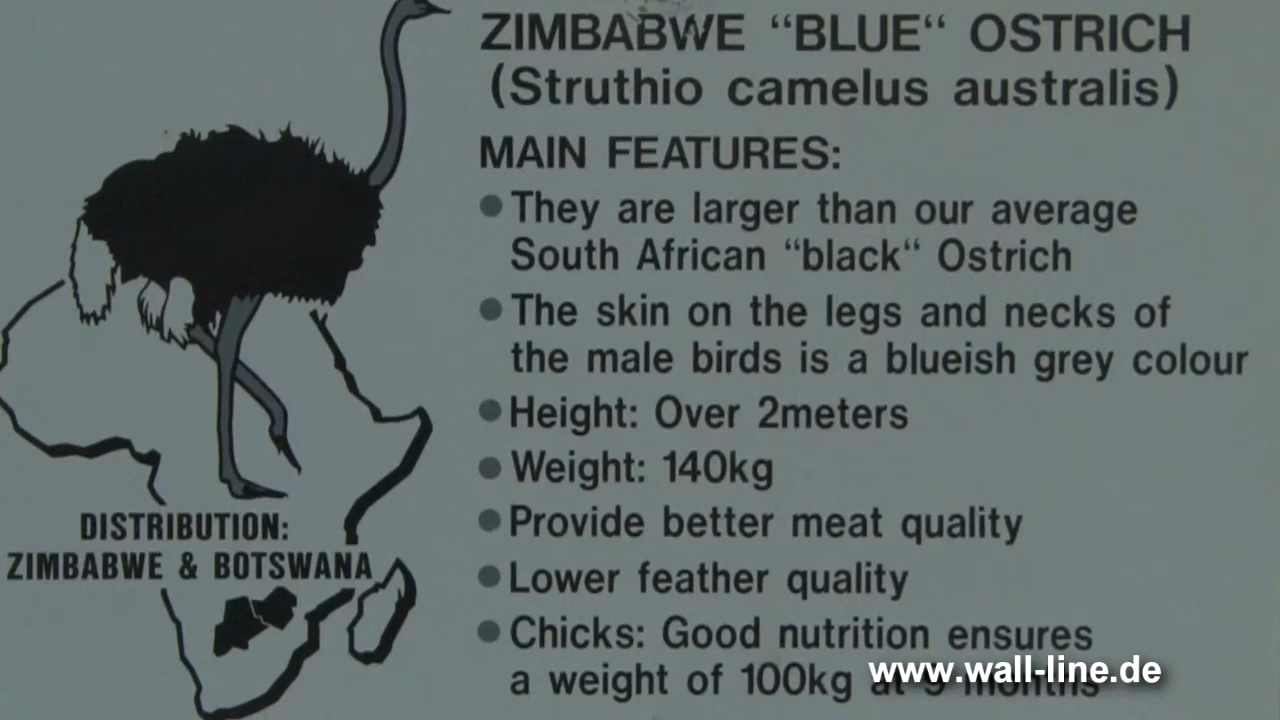 ZIMBABWE “BLUE“ OSTRICH
(Struthio camelus australis)
MAIN FEATURES:
• They are larger than our average
South African “black“ Ostrich
• The skin on the legs and necks of
the male birds is a blueish grey colour
• Height: Over 2meters
• Weight: 140kg
• Provide better meat quality
• Lower feather quality
• Chicks: Good nutrition ensures
a weight of 100kg at 9 months
DISTRIBUTION:
ZIMBABWE & BOTSWANA
www.wall-line.de